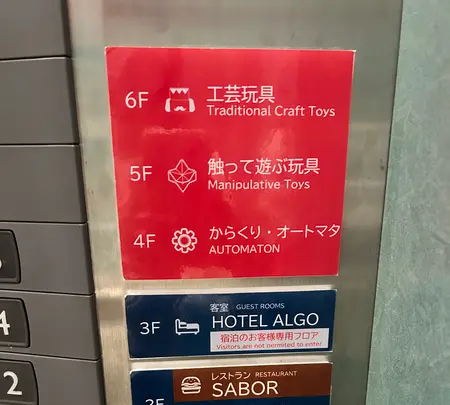 6F 工芸玩具
Traditional Craft Toys
5F 触って遊ぶ玩具
Manipulative Toys
4F からくり・オートマタ
AUTOMATON
客室 GUEST ROOMS
3F HOTEL ALGO
宿泊のお客様専用フロア
Visitors are not permited to enter
レストラン RESTAURANT
2F SABOR
4
2